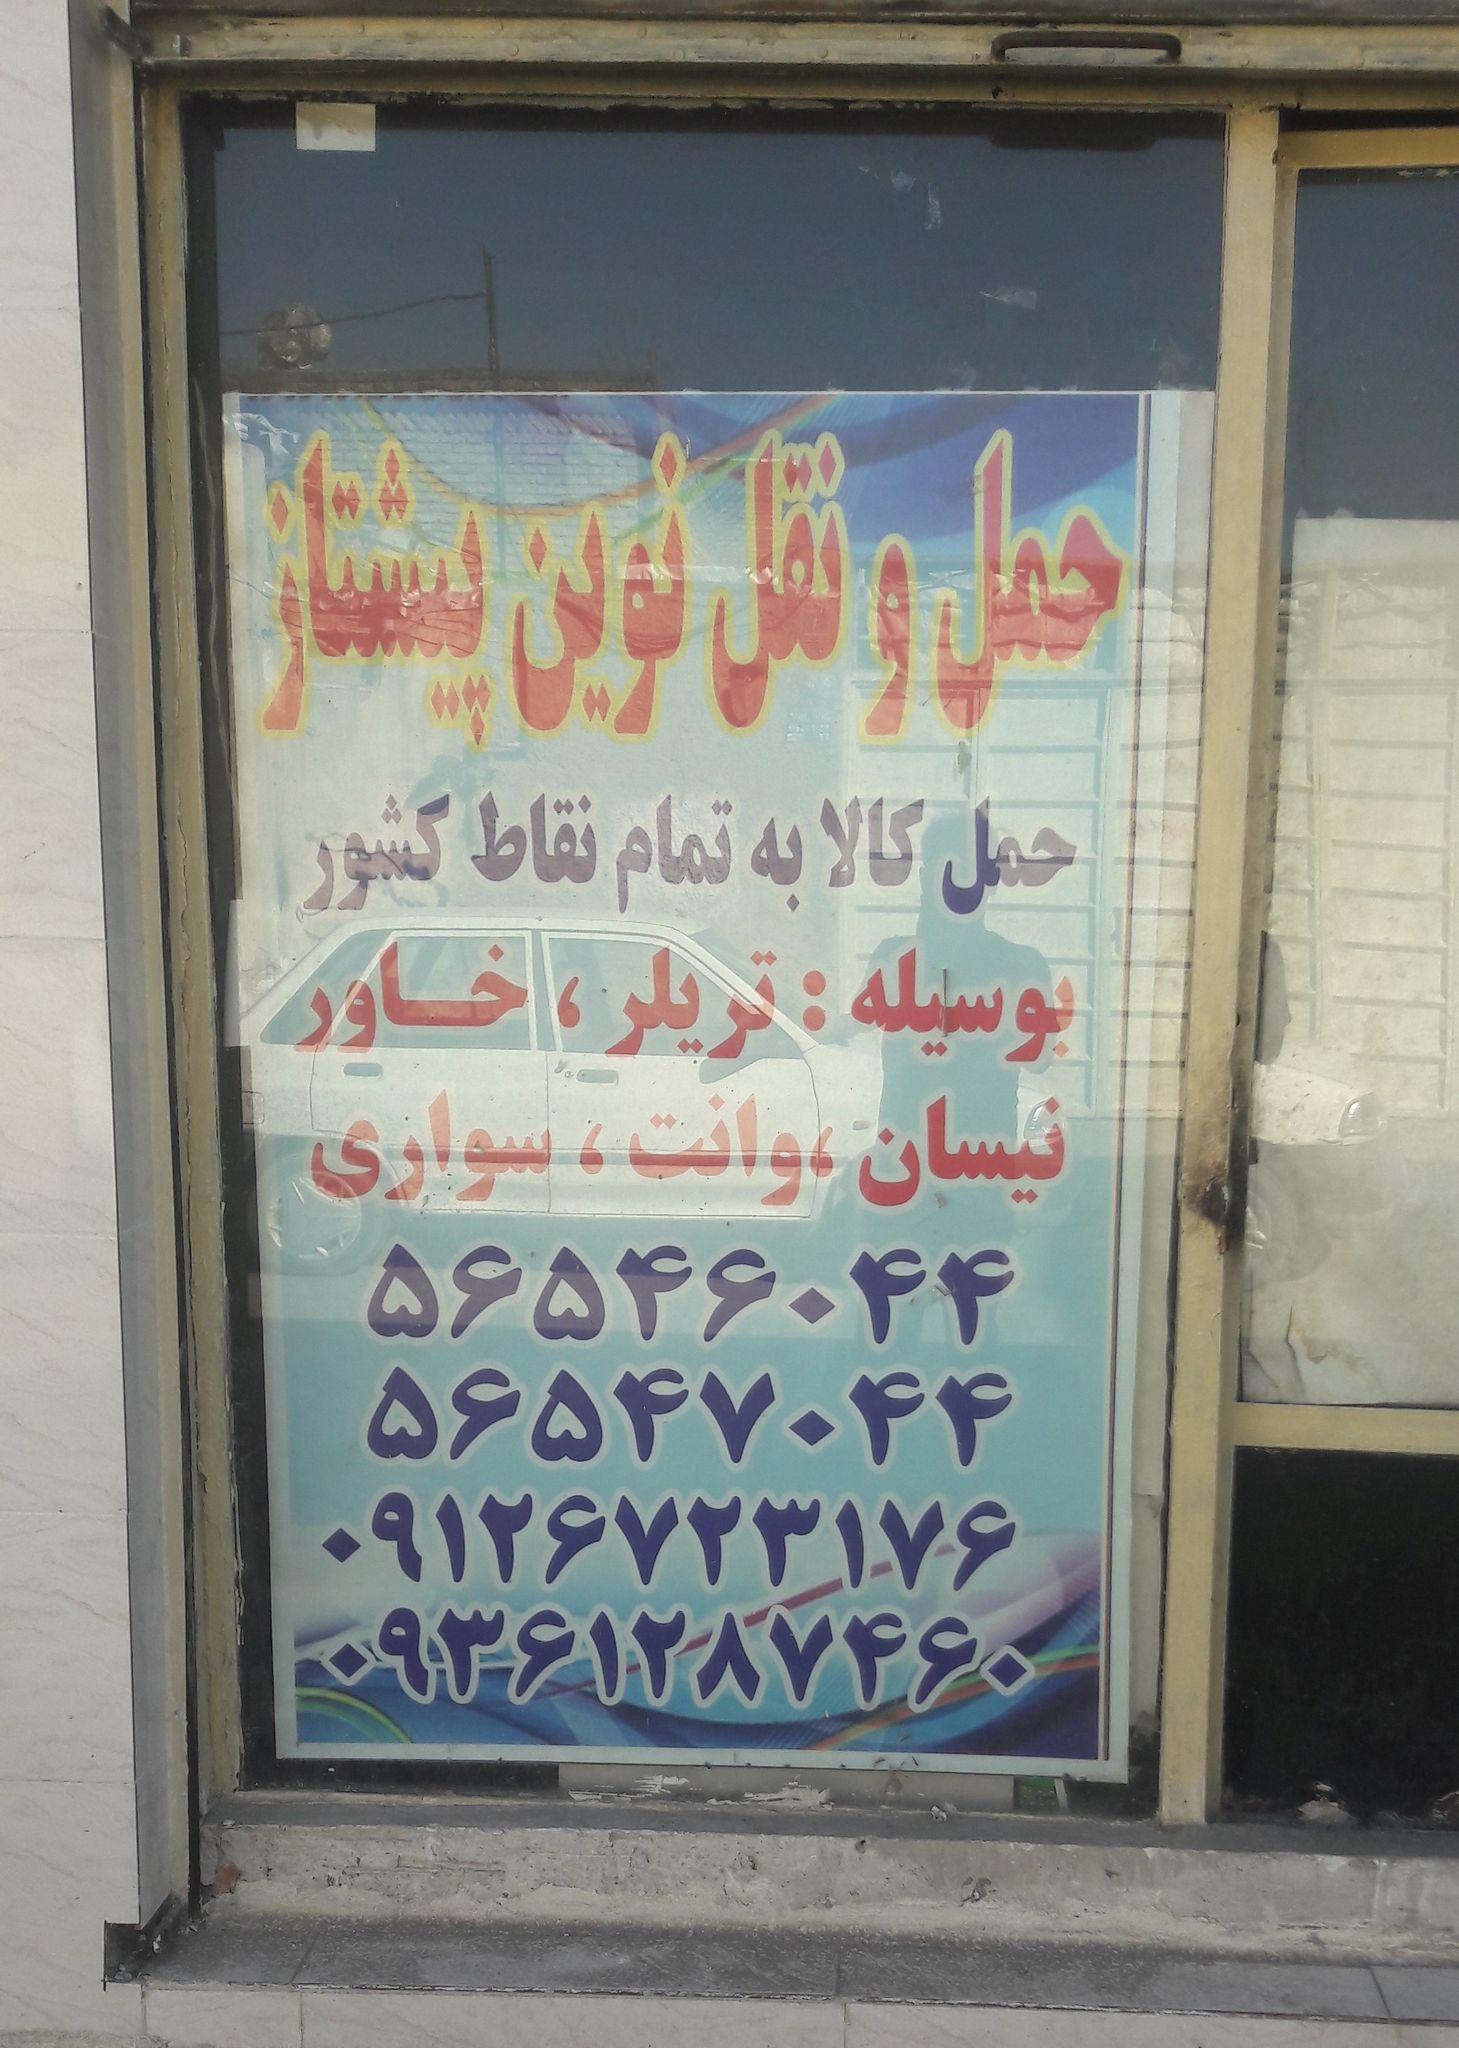 حمل و نقل نوین پیشتاز
حمل کالا به تمام نقاط کشور
بوسیله : تریلر ، خـاور
نیسان ،وانت ، سواری
۵۶۵۴۶۰۴۴
۵۶۵۴۷۰۴۴
۰۹۱۲۶۷۲۳۱۷۶
۰۹۳۶۱۲۸۷۴۶۰